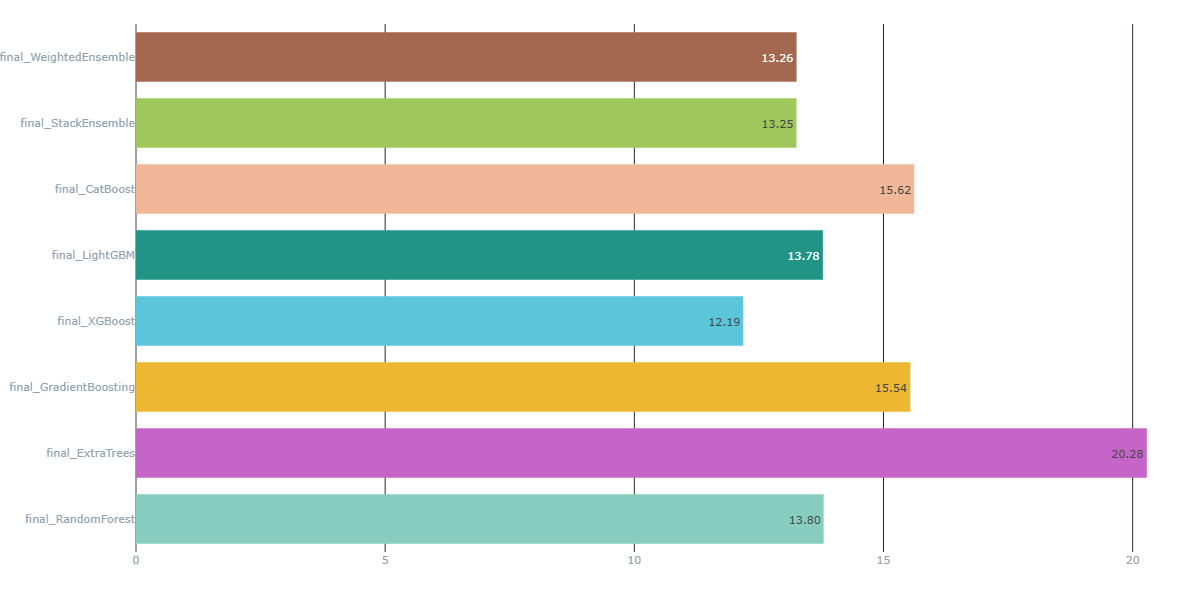 final_WeightedEnsemble 13.26
final_StackEnsemble 13.25
final_CatBoost 15.62
final_LightGBM 13.78
final_XGBoost 12.19
final_GradientBoosting 15.54
final_ExtraTrees 20.28
final_RandomForest 13.80
0 5 10 15 20